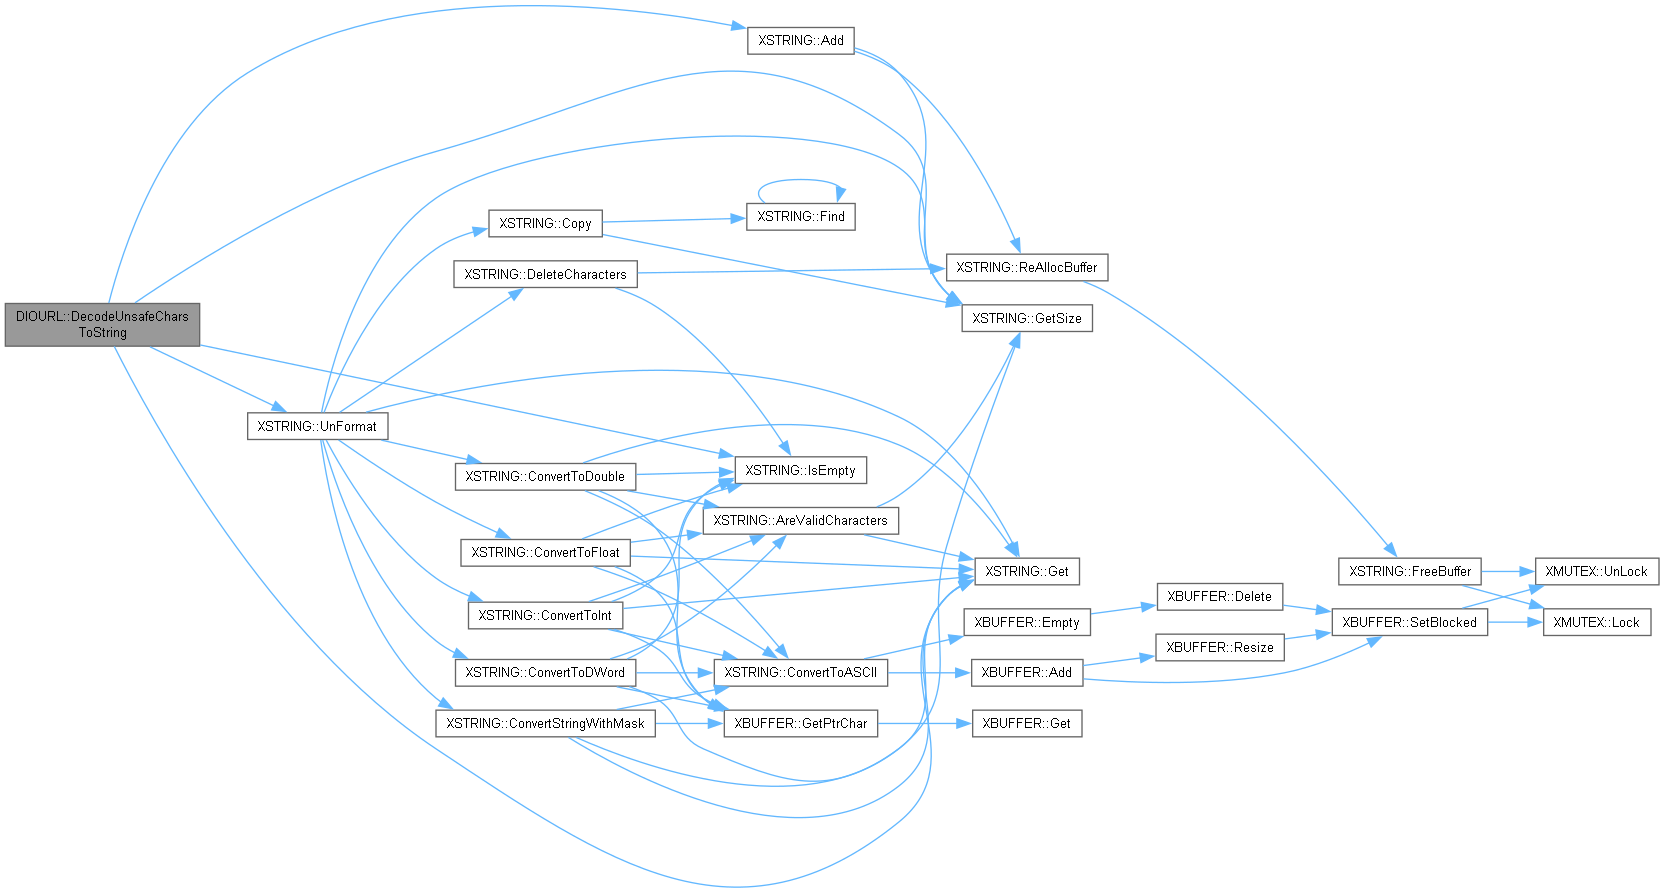 XSTRING::Add
XSTRING::Find
XSTRING::Copy
XSTRING::ReAllocBuffer
XSTRING::DeleteCharacters
DIOURL::DecodeUnsafeChars
ToString
XSTRING::GetSize
XSTRING::UnFormat
XSTRING::IsEmpty
XSTRING::ConvertToDouble
XSTRING::AreValidCharacters
XSTRING::ConvertToFloat
XSTRING::Get
XSTRING::FreeBuffer
XMUTEX::UnLock
XBUFFER::Delete
XSTRING::ConvertToInt
XBUFFER::Empty
XBUFFER::SetBlocked
XMUTEX::Lock
XBUFFER::Resize
XSTRING::ConvertToDWord
XSTRING::ConvertToASCII
XBUFFER::Add
XSTRING::ConvertStringWithMask
XBUFFER::GetPtrChar
XBUFFER::Get